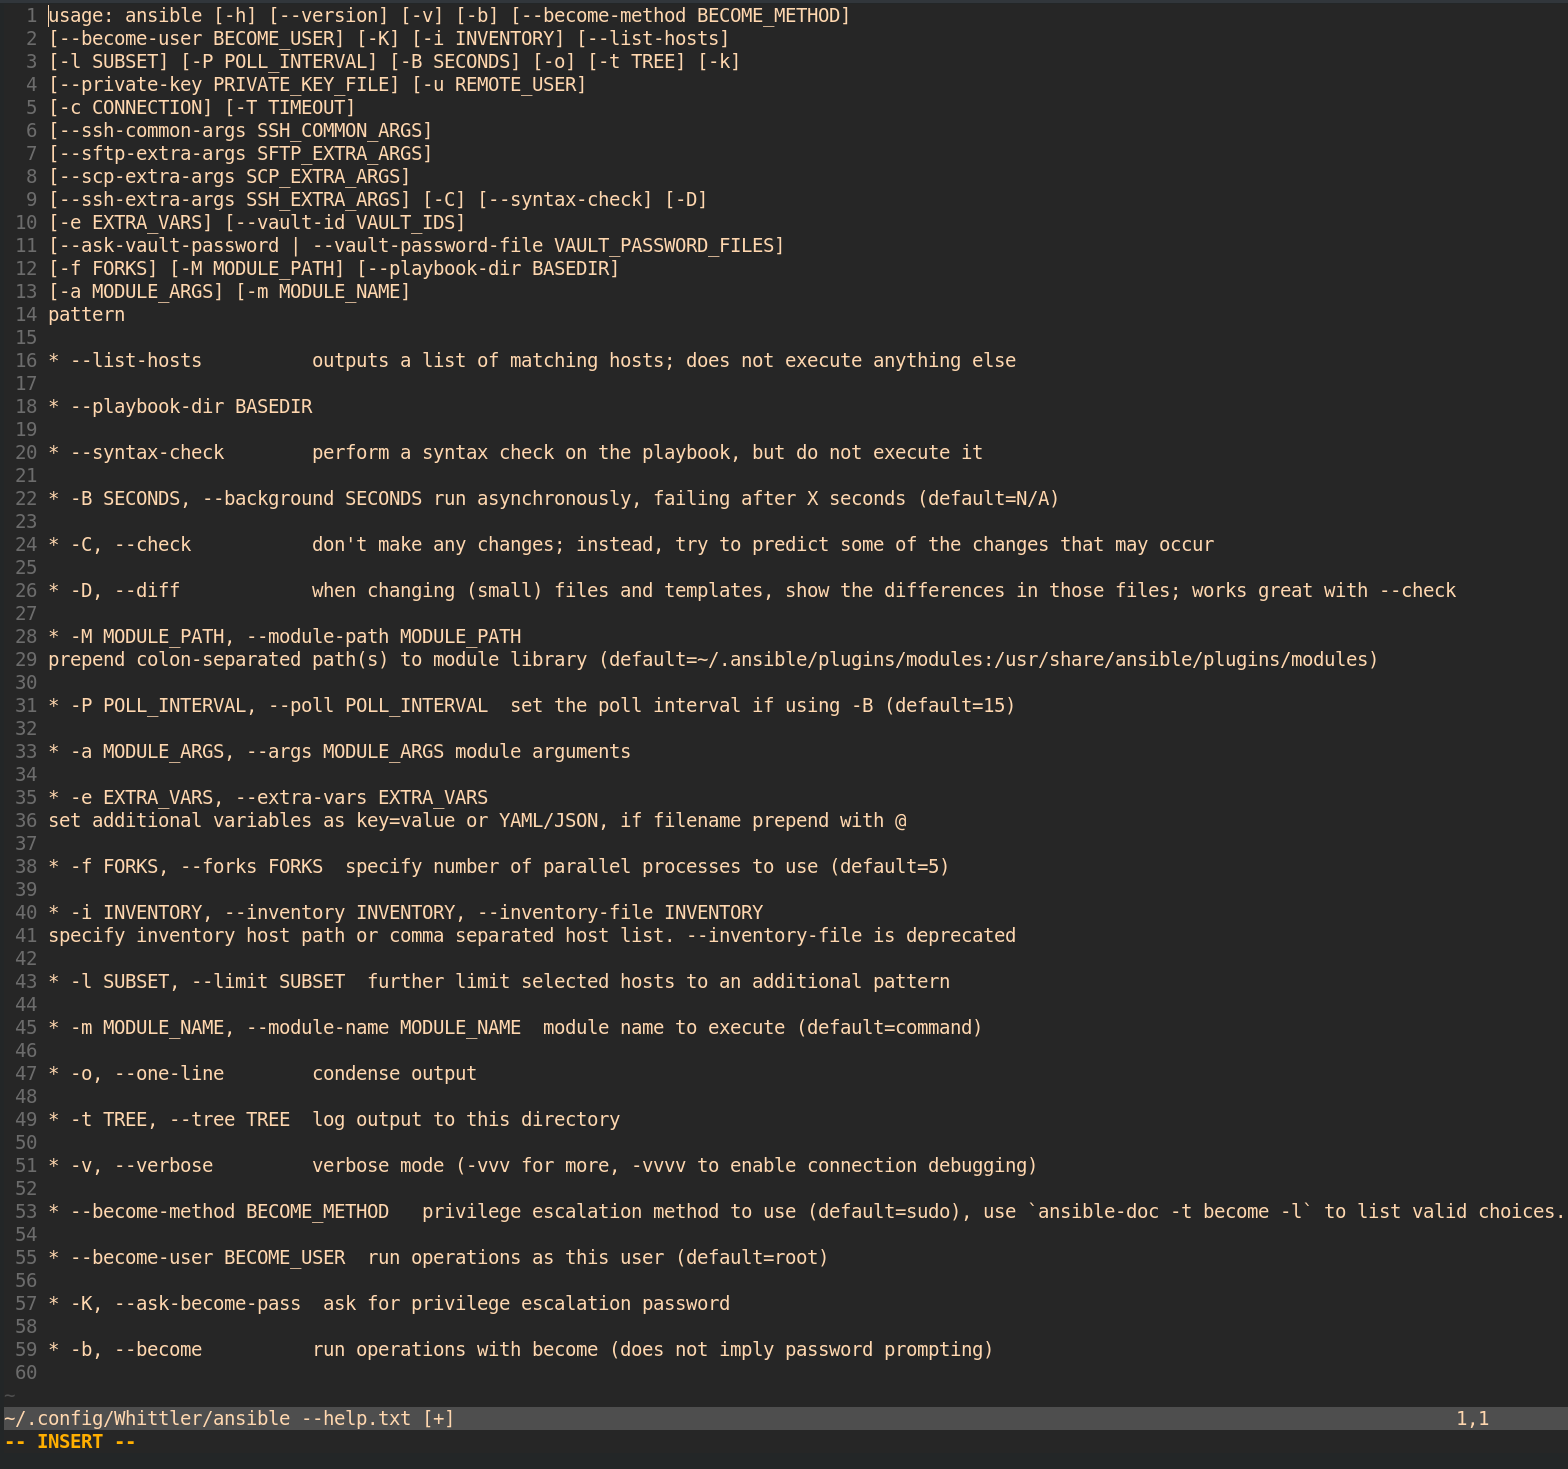 1 usage: ansible [-h] [--version] [-v] [-b] [--become-method BECOME_METHOD]
2 [--become-user BECOME_USER] [-K] [-i INVENTORY] [--list-hosts]
3 [-l SUBSET] [-P POLL_INTERVAL] [-B SECONDS] [-o] [-t TREE] [-k]
4 [--private-key PRIVATE_KEY_FILE] [-u REMOTE_USER]
5 [-c CONNECTION] [-T TIMEOUT]
6 [--ssh-common-args SSH_COMMON_ARGS]
7 [--sftp-extra-args SFTP_EXTRA_ARGS]
8 [--scp-extra-args SCP_EXTRA_ARGS]
9 [--ssh-extra-args SSH_EXTRA_ARGS] [-C] [--syntax-check] [-D]
10 [-e EXTRA_VARS] [--vault-id VAULT_IDS]
11 [--ask-vault-password | --vault-password-file VAULT_PASSWORD_FILES]
12 [-f FORKS] [-M MODULE_PATH] [--playbook-dir BASEDIR]
13 [-a MODULE_ARGS] [-m MODULE_NAME]
14 pattern
15
16 * --list-hosts          outputs a list of matching hosts; does not execute anything else
17
18 * --playbook-dir BASEDIR
19
20 * --syntax-check        perform a syntax check on the playbook, but do not execute it
21
22 * -B SECONDS, --background SECONDS run asynchronously, failing after X seconds (default=N/A)
23
24 * -C, --check           don't make any changes; instead, try to predict some of the changes that may occur
25
26 * -D, --diff            when changing (small) files and templates, show the differences in those files; works great with --check
27
28 * -M MODULE_PATH, --module-path MODULE_PATH
29 prepend colon-separated path(s) to module library (default=~/.ansible/plugins/modules:/usr/share/ansible/plugins/modules)
30
31 * -P POLL_INTERVAL, --poll POLL_INTERVAL  set the poll interval if using -B (default=15)
32
33 * -a MODULE_ARGS, --args MODULE_ARGS module arguments
34
35 * -e EXTRA_VARS, --extra-vars EXTRA_VARS
36 set additional variables as key=value or YAML/JSON, if filename prepend with @
37
38 * -f FORKS, --forks FORKS  specify number of parallel processes to use (default=5)
39
40 * -i INVENTORY, --inventory INVENTORY, --inventory-file INVENTORY
41 specify inventory host path or comma separated host list. --inventory-file is deprecated
42
43 * -l SUBSET, --limit SUBSET  further limit selected hosts to an additional pattern
44
45 * -m MODULE_NAME, --module-name MODULE_NAME  module name to execute (default=command)
46
47 * -o, --one-line        condense output
48
49 * -t TREE, --tree TREE  log output to this directory
50
51 * -v, --verbose         verbose mode (-vvv for more, -vvvv to enable connection debugging)
52
53 * --become-method BECOME_METHOD   privilege escalation method to use (default=sudo), use `ansible-doc -t become -l` to list valid choices.
54
55 * --become-user BECOME_USER  run operations as this user (default=root)
56
57 * -K, --ask-become-pass  ask for privilege escalation password
58
59 * -b, --become          run operations with become (does not imply password prompting)
60
~
~/.config/Whittler/ansible --help.txt [+] 1,1
-- INSERT --